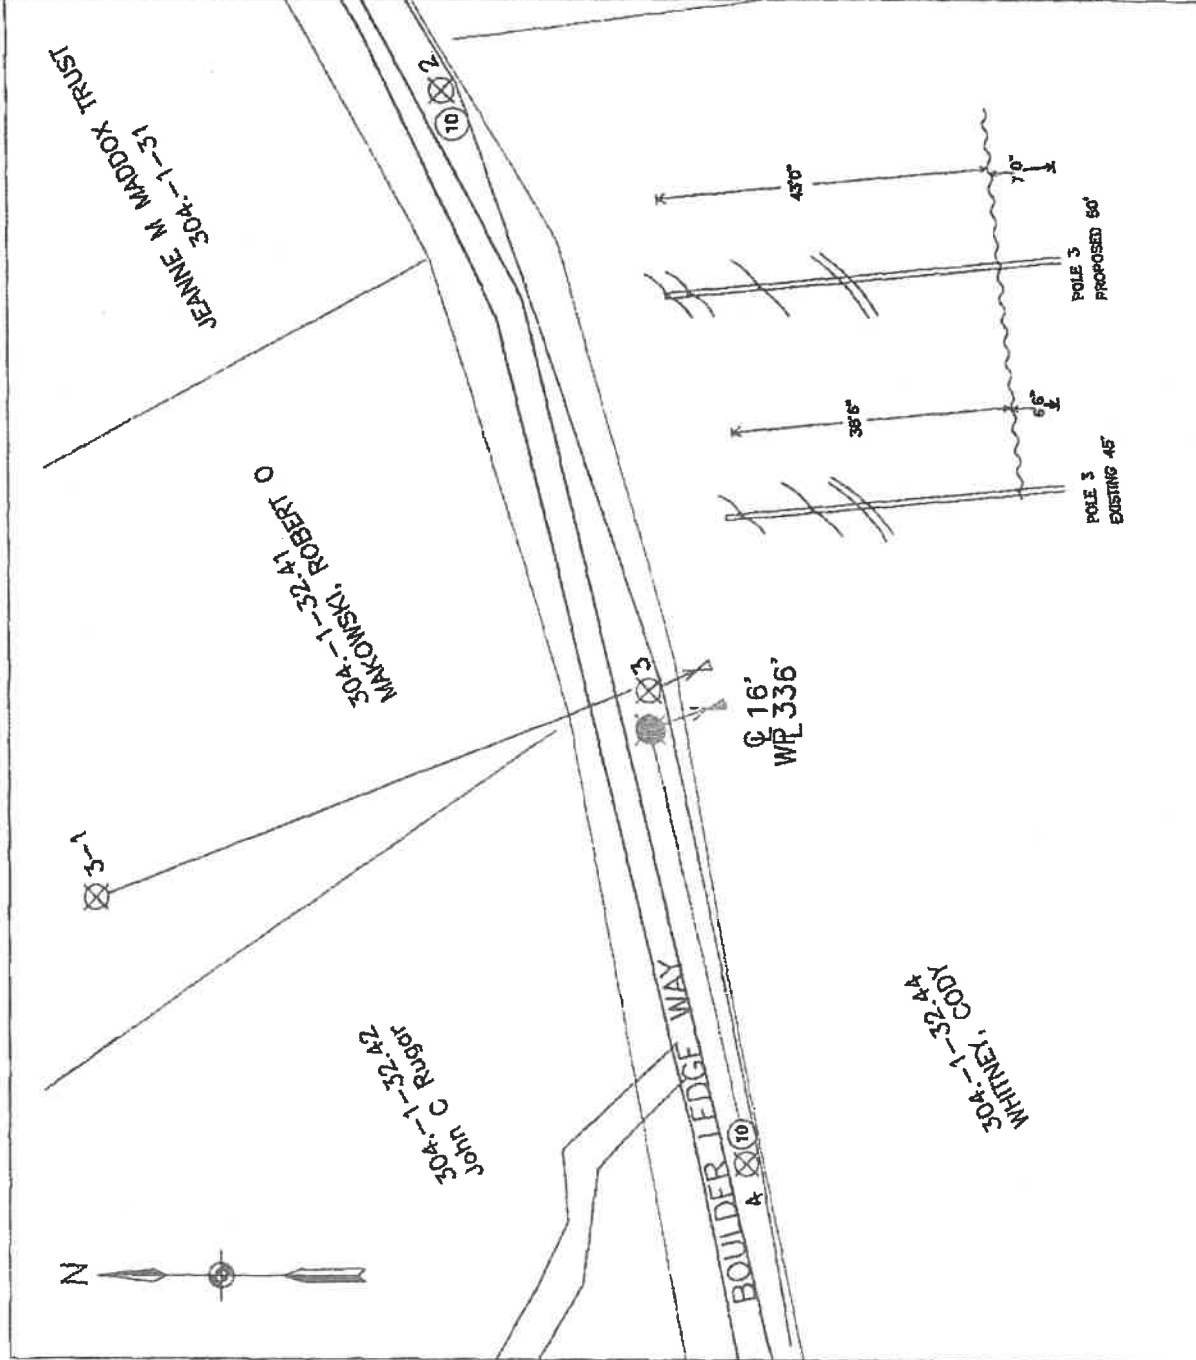 JEANNE M MADDOX TRUST
304.-1-31
2
10
304.-1-32.41
MAKOWSKI, ROBERT O
3-1
3
℄ 16'
WPL 336'
43'0"
7'0"
POLE 3
PROPOSED 50'
38'6"
6'6"
POLE 3
EXISTING 45'
304.-1-32.42
John C Rugar
N
BOULDER LEDGE WAY
4
10
304.-1-32.44
WHITNEY, CODY